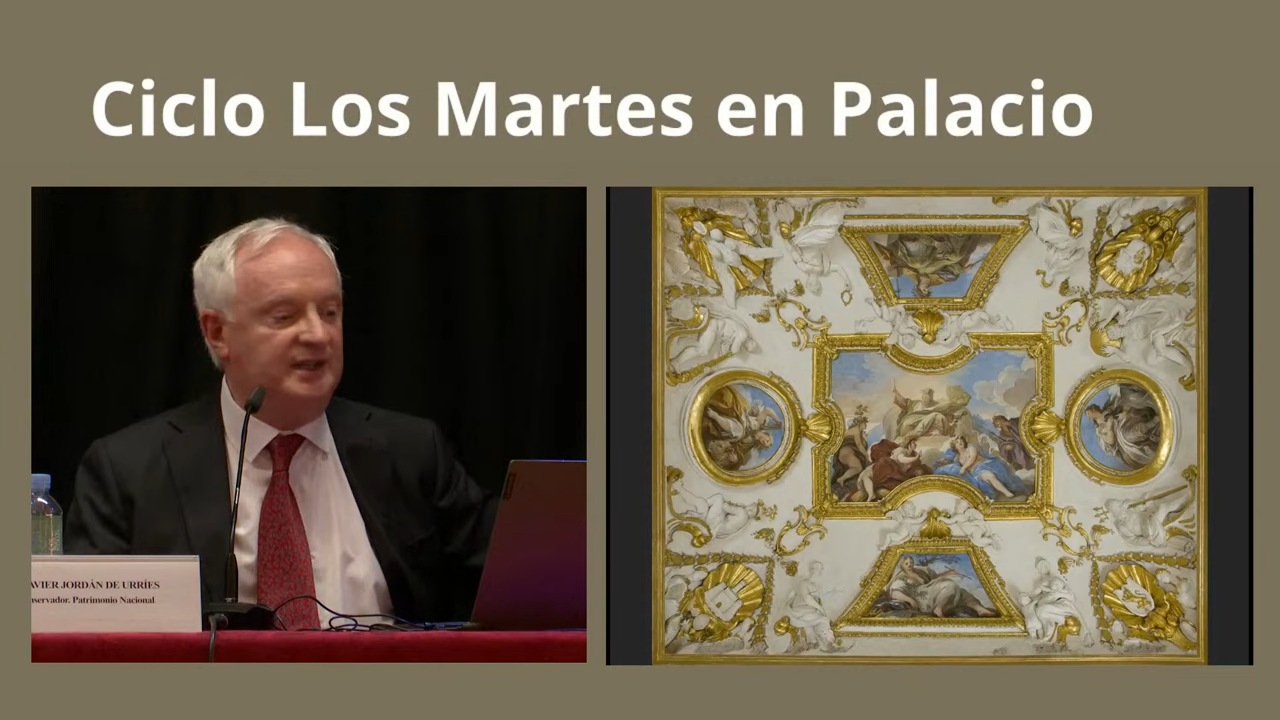 Ciclo Los Martes en Palacio
AVIER JORDÁN DE URRÍES
nservador. Patrimonio Nacional